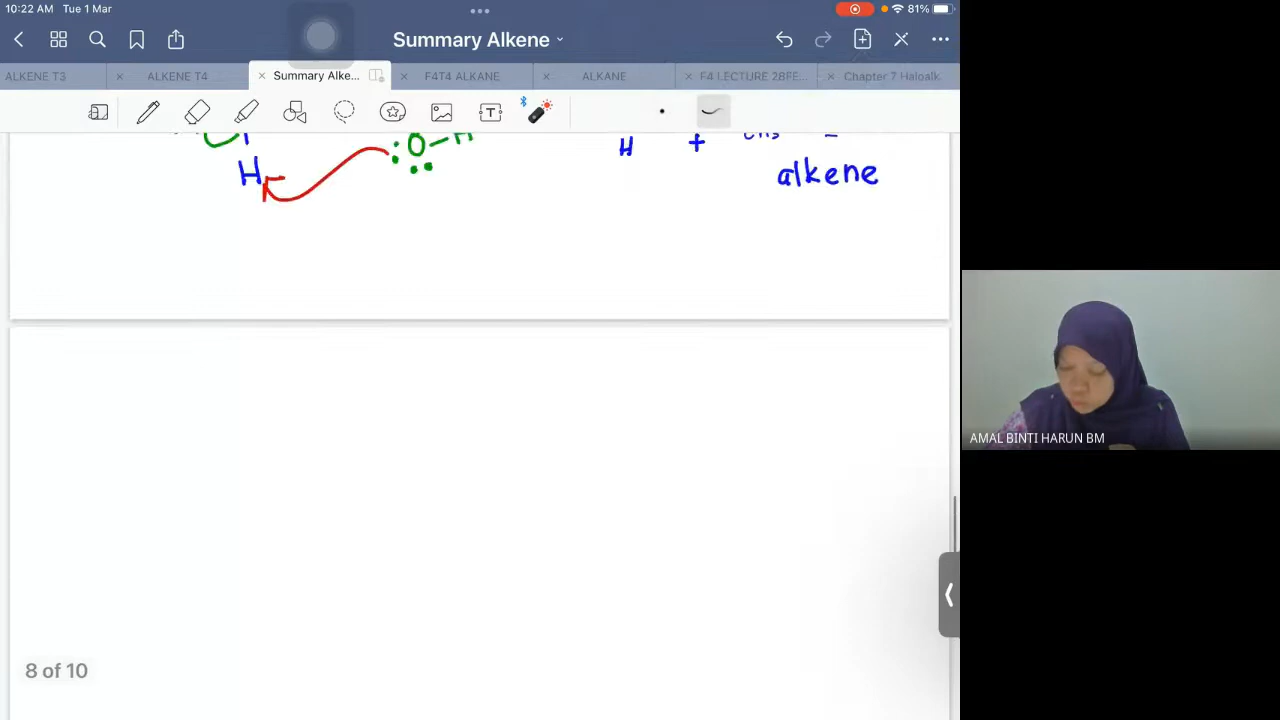 10:22 AM Tue 1 Mar
81%
Summary Alkene
ALKENE T3
ALKENE T4
Summary Alke...
F4T4 ALKANE
ALKANE
F4 LECTURE 2BFE...
Chapter 7 Haloalk
T
H
:O-H
H
+
alkene
AMAL BINTI HARUN BM
8 of 10